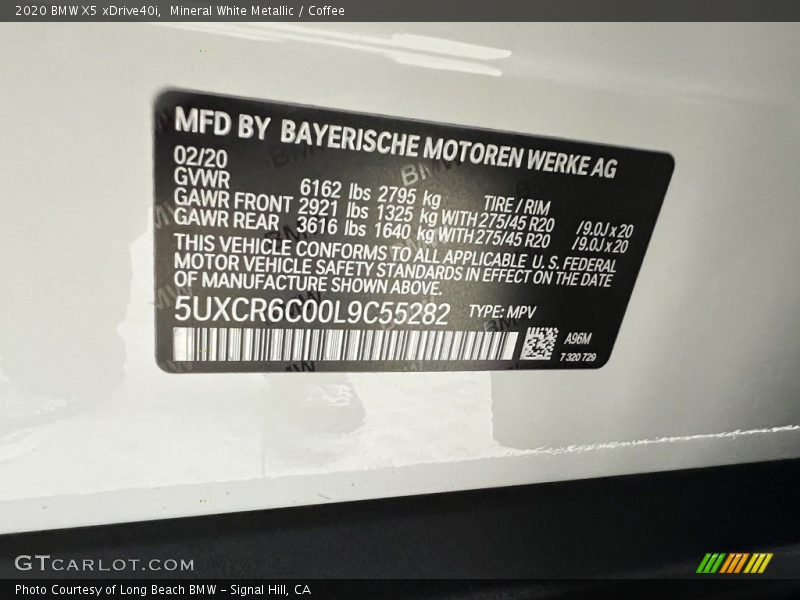 2020 BMW X5 xDrive40i,  Mineral White Metallic / Coffee
MFD BY BAYERISCHE MOTOREN WERKE AG
02/20
GVWR 6162 lbs 2795 kg TIRE / RIM
GAWR FRONT 2921 lbs 1325 kg WITH 275/45 R20 /9.0J x 20
GAWR REAR 3616 lbs 1640 kg WITH 275/45 R20 /9.0J x 20
THIS VEHICLE CONFORMS TO ALL APPLICABLE U.S. FEDERAL
MOTOR VEHICLE SAFETY STANDARDS IN EFFECT ON THE DATE
OF MANUFACTURE SHOWN ABOVE.
5UXCR6C00L9C55282 TYPE: MPV
A96M
7 320 729
GTCARLOT.COM
Photo Courtesy of Long Beach BMW – Signal Hill, CA